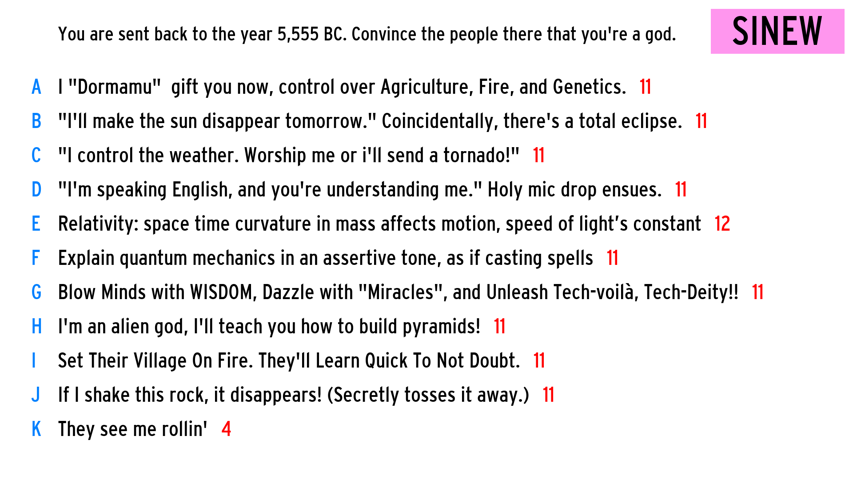 You are sent back to the year 5,555 BC. Convince the people there that you're a god.
SINEW
A I "Dormamu" gift you now, control over Agriculture, Fire, and Genetics. 11
B "I'll make the sun disappear tomorrow." Coincidentally, there's a total eclipse. 11
C "I control the weather. Worship me or i'll send a tornado!" 11
D "I'm speaking English, and you're understanding me." Holy mic drop ensues. 11
E Relativity: space time curvature in mass affects motion, speed of light’s constant 12
F Explain quantum mechanics in an assertive tone, as if casting spells 11
G Blow Minds with WISDOM, Dazzle with "Miracles", and Unleash Tech-voilà, Tech-Deity!! 11
H I'm an alien god, I'll teach you how to build pyramids! 11
I Set Their Village On Fire. They'll Learn Quick To Not Doubt. 11
J If I shake this rock, it disappears! (Secretly tosses it away.) 11
K They see me rollin' 4